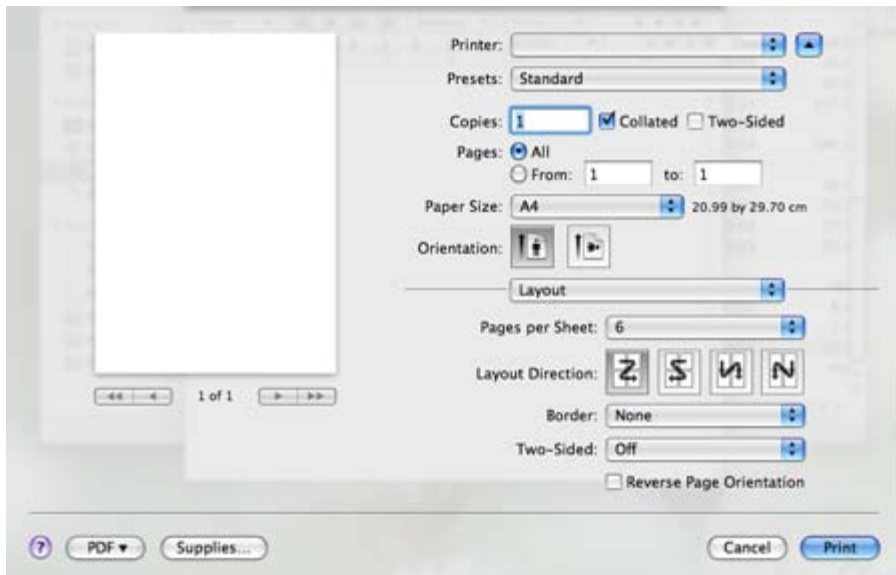 Printer:
Presets: Standard
Copies: 1 Collated Two-Sided
Pages: All
From: 1 to: 1
Paper Size: A4 20.99 by 29.70 cm
Orientation:
Layout
Pages per Sheet: 6
Layout Direction:
1 of 1
Border: None
Two-Sided: Off
Reverse Page Orientation
? PDF Supplies... Cancel Print